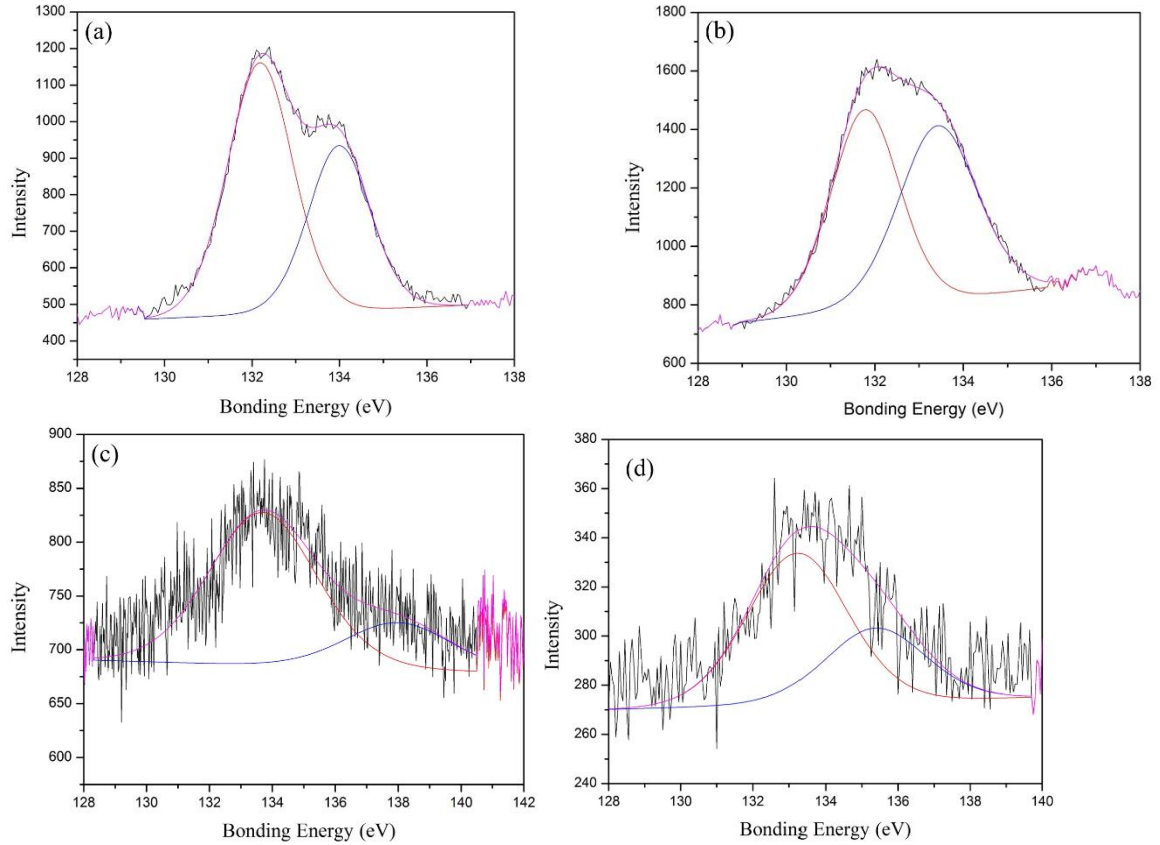 (a)
Intensity
1300
1200
1100
1000
900
800
700
600
500
400
128 130 132 134 136 138
Bonding Energy (eV)
(b)
Intensity
1800
1600
1400
1200
1000
800
600
128 130 132 134 136 138
Bonding Energy (eV)
(c)
Intensity
900
850
800
750
700
650
600
128 130 132 134 136 138 140 142
Bonding Energy (eV)
(d)
Intensity
380
360
340
320
300
280
260
240
128 130 132 134 136 138 140
Bonding Energy (eV)